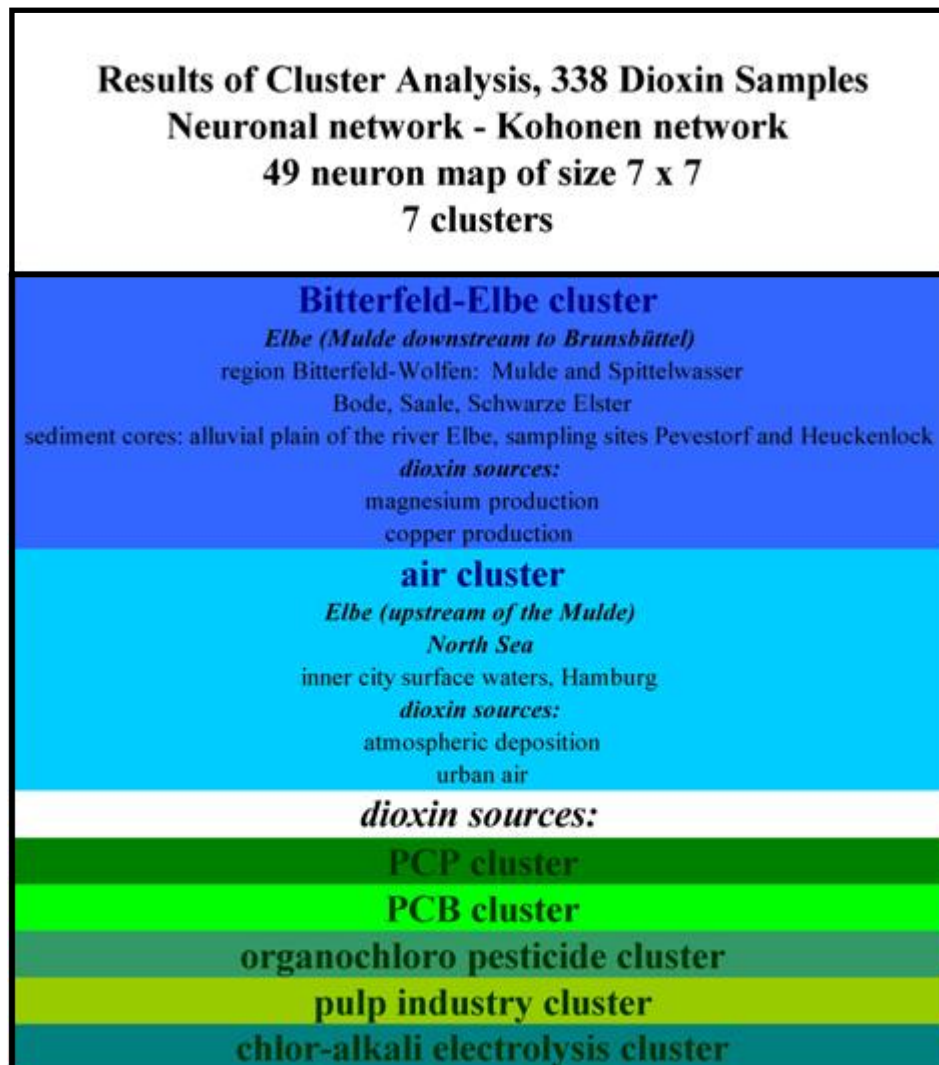 Results of Cluster Analysis, 338 Dioxin Samples
Neuronal network - Kohonen network
49 neuron map of size 7 x 7
7 clusters
Bitterfeld-Elbe cluster
Elbe (Mulde downstream to Brunsbüttel)
region Bitterfeld-Wolfen: Mulde and Spittelwasser
Bode, Saale, Schwarze Elster
sediment cores: alluvial plain of the river Elbe, sampling sites Pevestorf and Heuckenlock
dioxin sources:
magnesium production
copper production
air cluster
Elbe (upstream of the Mulde)
North Sea
inner city surface waters, Hamburg
dioxin sources:
atmospheric deposition
urban air
dioxin sources:
PCP cluster
PCB cluster
organochloro pesticide cluster
pulp industry cluster
chlor-alkali electrolysis cluster